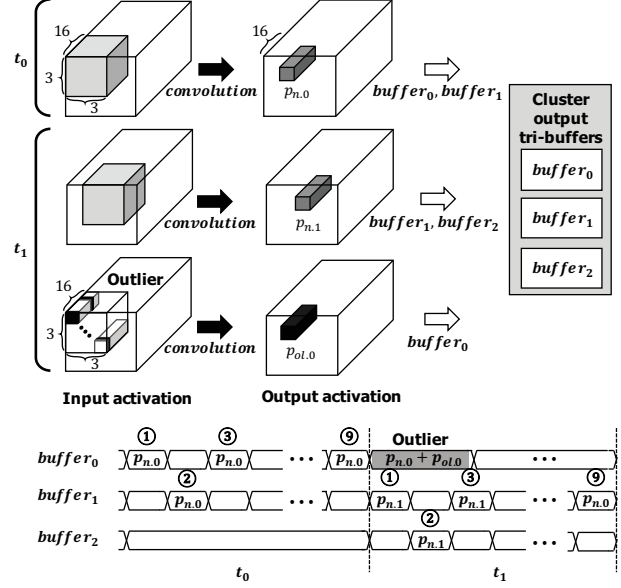 t0
16
3
3
convolution
16
pn.0
buffer0, buffer1
Cluster
output
tri-buffers
buffer0
buffer1
buffer2
t1
convolution
pn.1
buffer1, buffer2
16
Outlier
3
3
convolution
pol.0
buffer0
Input activation
Output activation
① ③ ⑨ Outlier
buffer0 pn.0 pn.0 ••• pn.0 pn.0 + pol.0 •••
② ① ③ ⑨
buffer1 pn.0 ••• pn.1 pn.1 ••• pn.0
②
buffer2 pn.1 •••
t0 t1